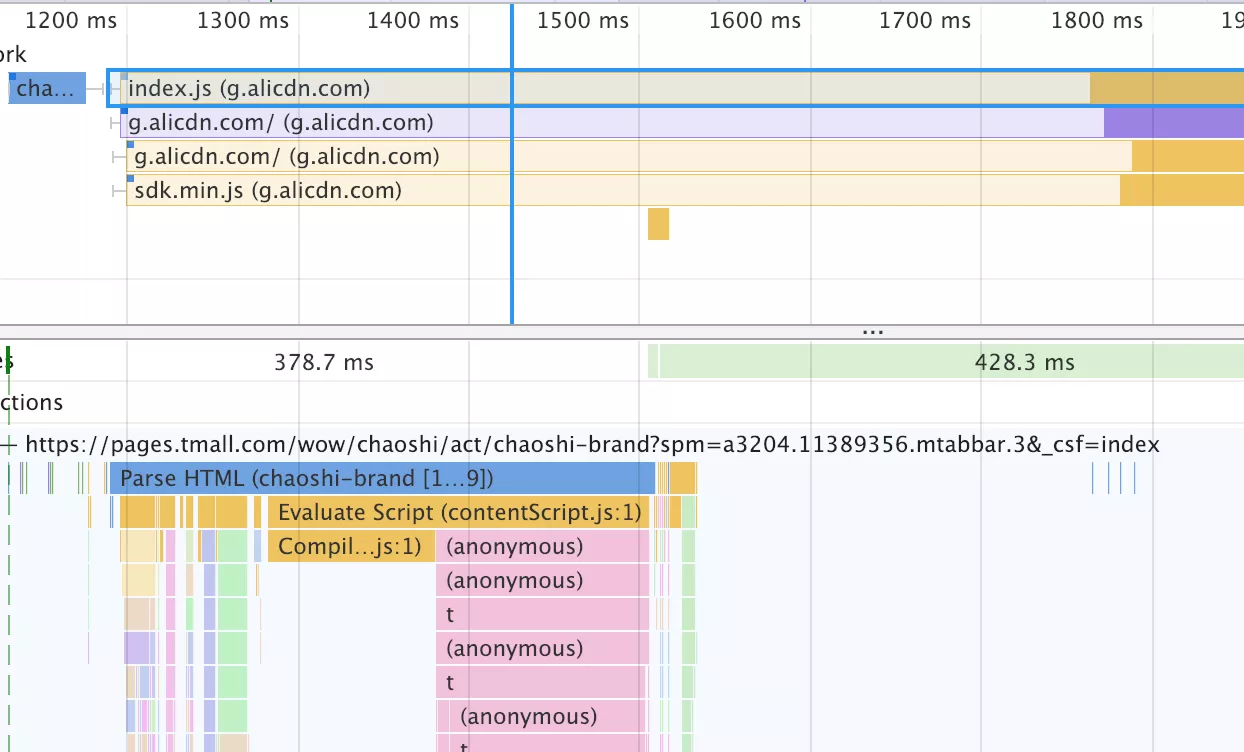 1200 ms 1300 ms 1400 ms 1500 ms 1600 ms 1700 ms 1800 ms 19
ork
cha... index.js (g.alicdn.com)
g.alicdn.com/ (g.alicdn.com)
g.alicdn.com/ (g.alicdn.com)
sdk.min.js (g.alicdn.com)
...
s 378.7 ms 428.3 ms
ctions
— https://pages.tmall.com/wow/chaoshi/act/chaoshi-brand?spm=a3204.11389356.mtabbar.3&_csf=index
Parse HTML (chaoshi-brand [1...9])
Evaluate Script (contentScript.js:1)
Compil...js:1) (anonymous)
(anonymous)
t
(anonymous)
t
(anonymous)
t